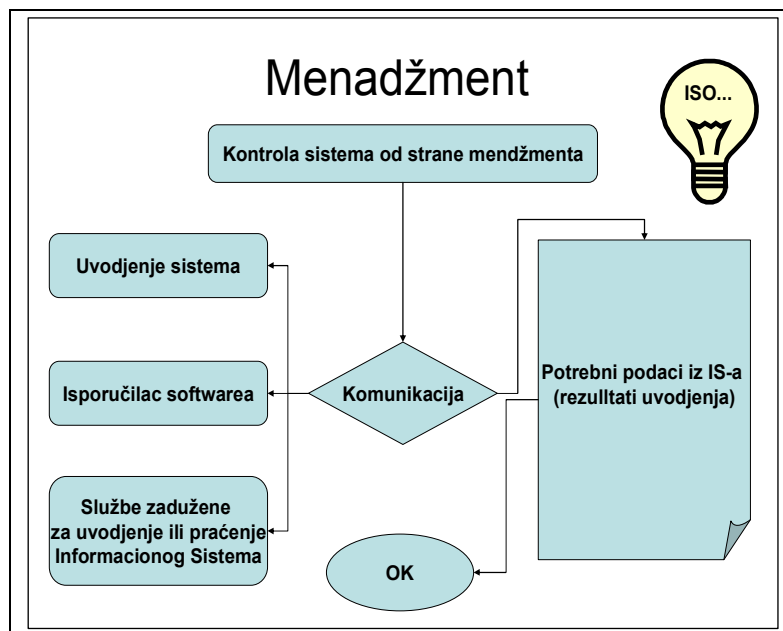 Menadžment
ISO...
Kontrola sistema od strane mendžmenta
Uvodjenje sistema
Isporučilac softwarea
Komunikacija
Potrebni podaci iz IS-a
(rezulltati uvodjenja)
Službe zadužene
za uvodjenje ili praćenje
Informacionog Sistema
OK